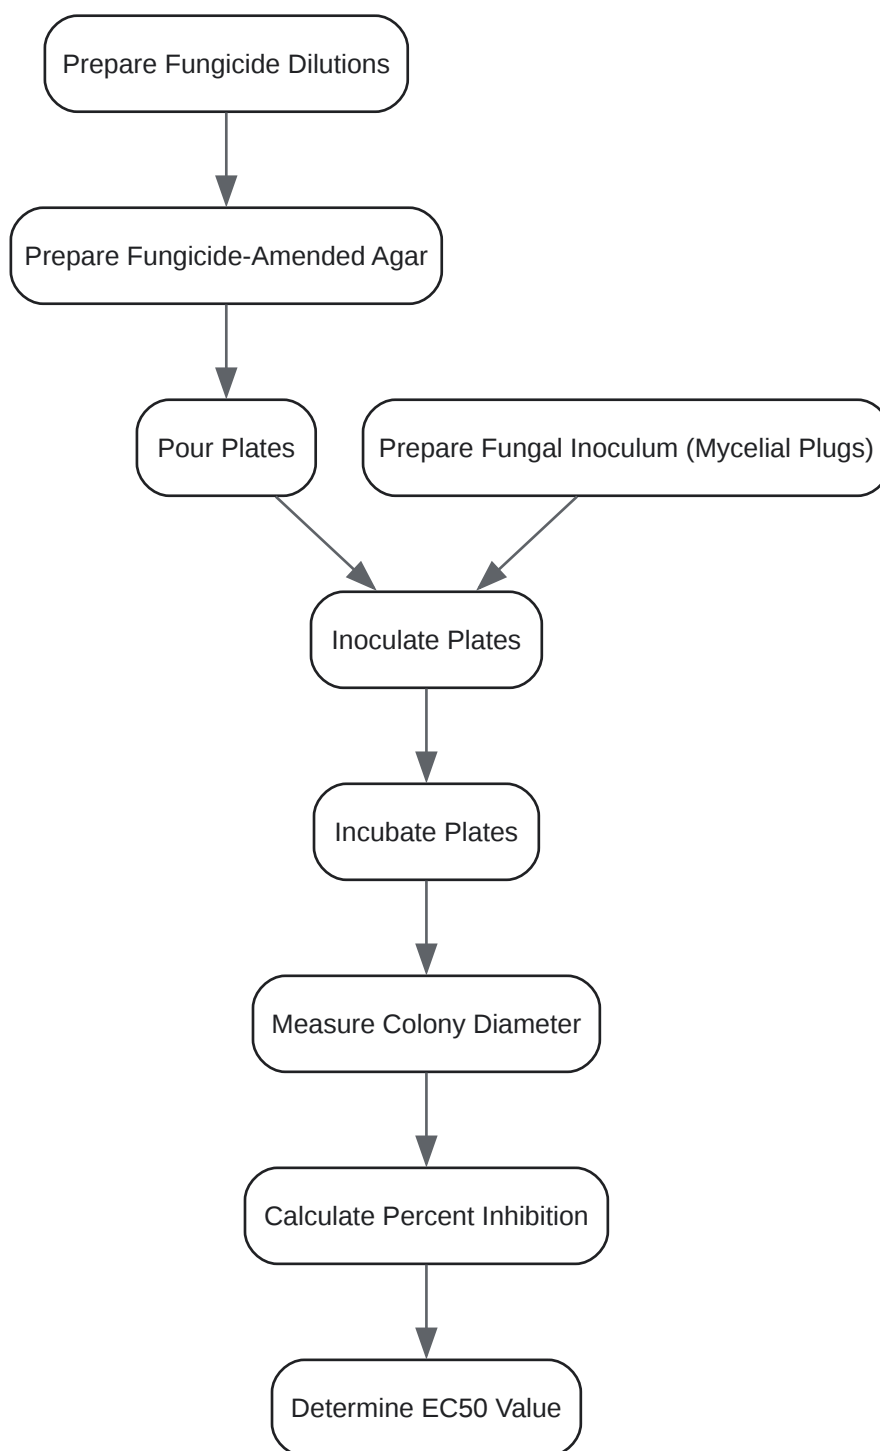 Prepare Fungicide Dilutions
Prepare Fungicide-Amended Agar
Pour Plates
Prepare Fungal Inoculum (Mycelial Plugs)
Inoculate Plates
Incubate Plates
Measure Colony Diameter
Calculate Percent Inhibition
Determine EC50 Value